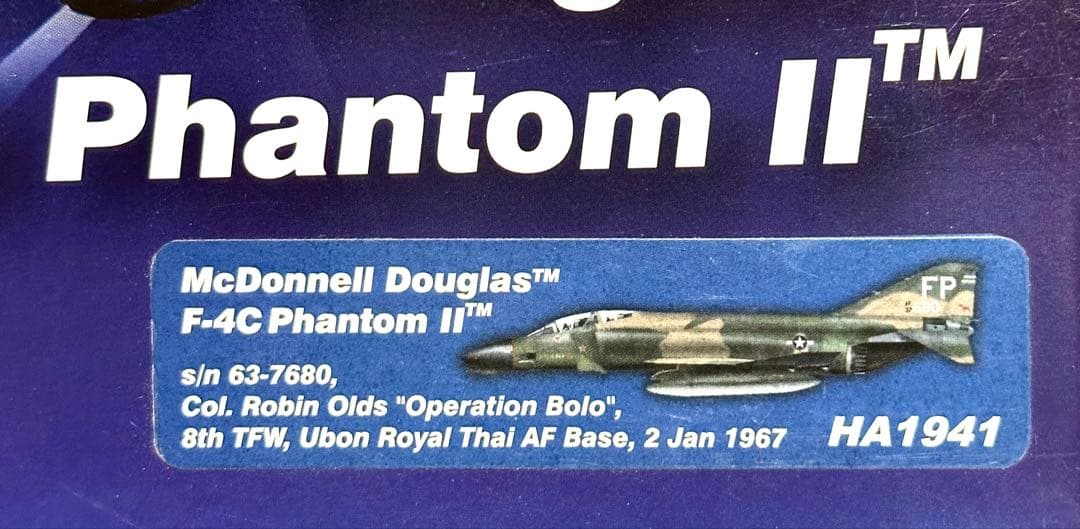 Phantom II™
McDonnell Douglas™
F-4C Phantom II™
s/n 63-7680,
Col. Robin Olds "Operation Bolo",
8th TFW, Ubon Royal Thai AF Base, 2 Jan 1967
HA1941
FP